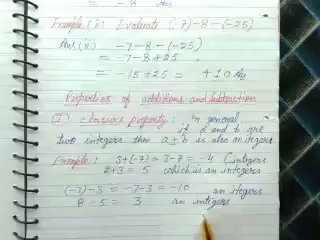 = -8 Ans
Example (ii) Evaluate (-7)-8-(-25)
Ans (ii) -7-8-(-25)
= -7-8+25
= -15+25 = +10 Ans
Properties of additions and subtraction
(I) Closure property: In general
if a and b are
two integers then a ± b is also an integers
Example: 3+(-7) = 3-7 = -4 (integers
2+3 = 5 which is an integers
(-7)-3 = -7-3 = -10 an integers
8-5 = 3 an integers